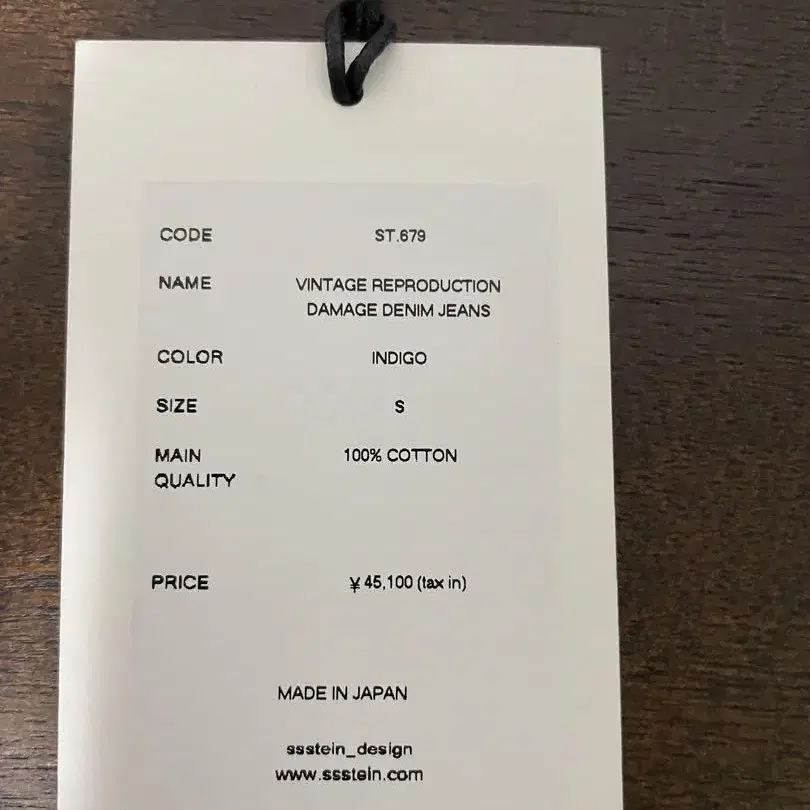 CODE ST.679
NAME VINTAGE REPRODUCTION
DAMAGE DENIM JEANS
COLOR INDIGO
SIZE S
MAIN 100% COTTON
QUALITY
PRICE ¥ 45,100 (tax in)
MADE IN JAPAN
ssstein_design
www.ssstein.com